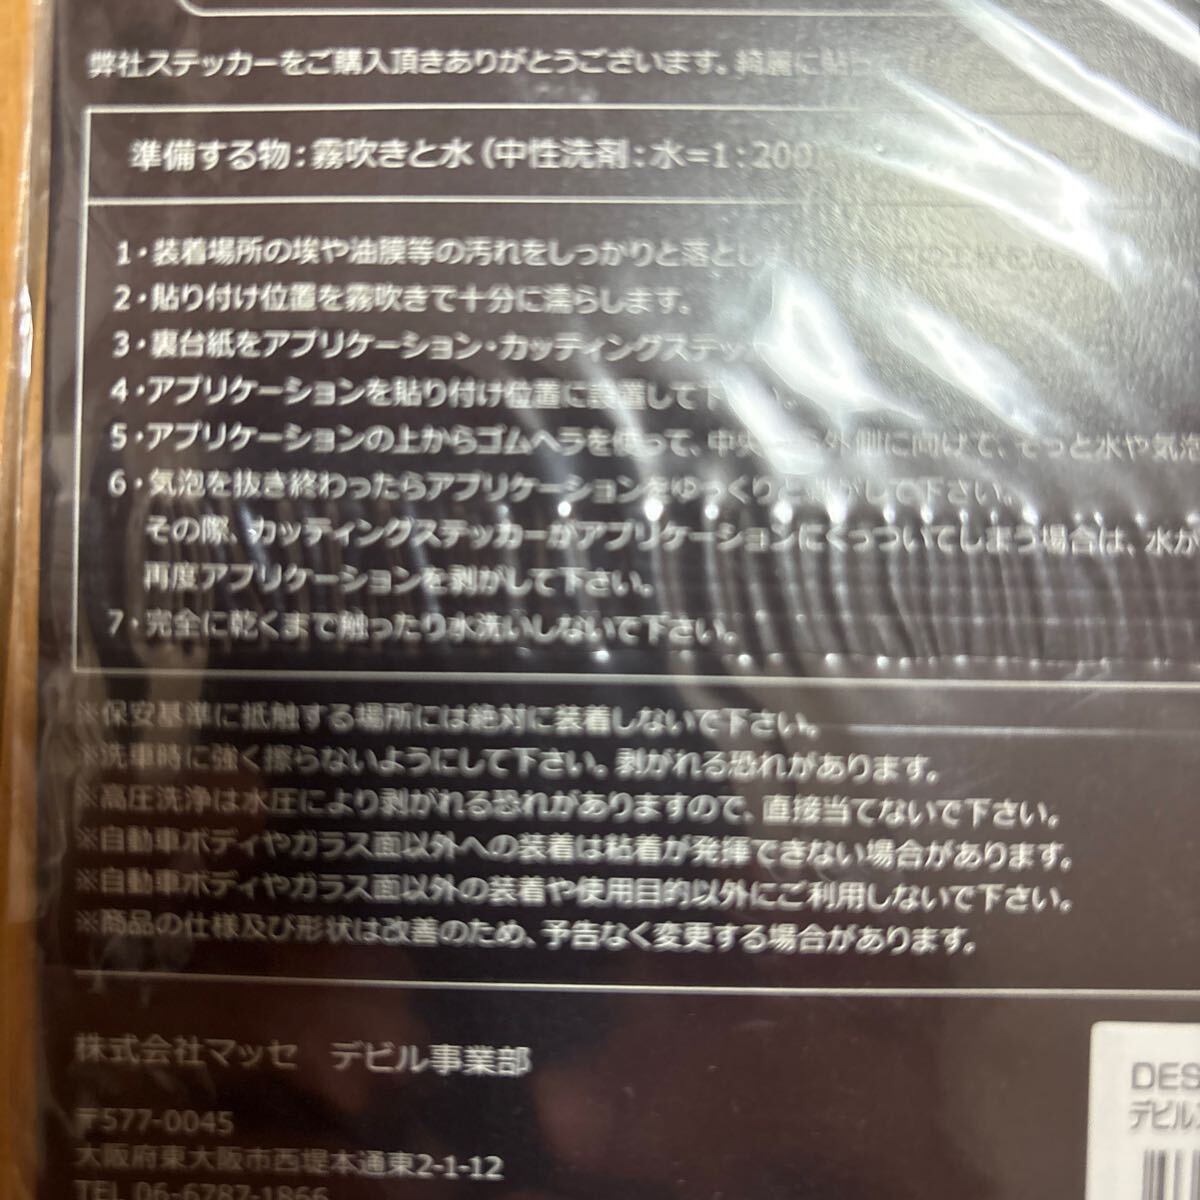 弊社ステッカーをご購入頂きありがとうございます。綺麗に貼
準備する物：霧吹きと水（中性洗剤：水=1：200
1・装着場所の埃や油膜等の汚れをしっかりと落とし
2・貼り付け位置を霧吹きで十分に濡らします。
3・裏台紙をアプリケーション・カッティングステッ
4・アプリケーションを貼り付け位置に設置して下さい。
5・アプリケーションの上からゴムヘラを使って、中央から外側に向けて、そっと水や気泡
6・気泡を抜き終わったらアプリケーションをゆっくりと剥がして下さい。
その際、カッティングステッカーがアプリケーションにくっついてしまう場合は、水が
再度アプリケーションを剥がして下さい。
7・完全に乾くまで触ったり水洗いしないで下さい。
※保安基準に抵触する場所には絶対に装着しないで下さい。
※洗車時に強く擦らないようにして下さい。剥がれる恐れがあります。
※高圧洗浄は水圧により剥がれる恐れがありますので、直接当てないで下さい。
※自動車ボディやガラス面以外への装着は粘着が発揮できない場合があります。
※自動車ボディやガラス面以外の装着や使用目的以外にご利用しないで下さい。
※商品の仕様及び形状は改善のため、予告なく変更する場合があります。
株式会社マッセ　デビル事業部
〒577-0045
大阪府東大阪市西堤本通東2-1-12
TEL 06-6787-1866
DES
デビル